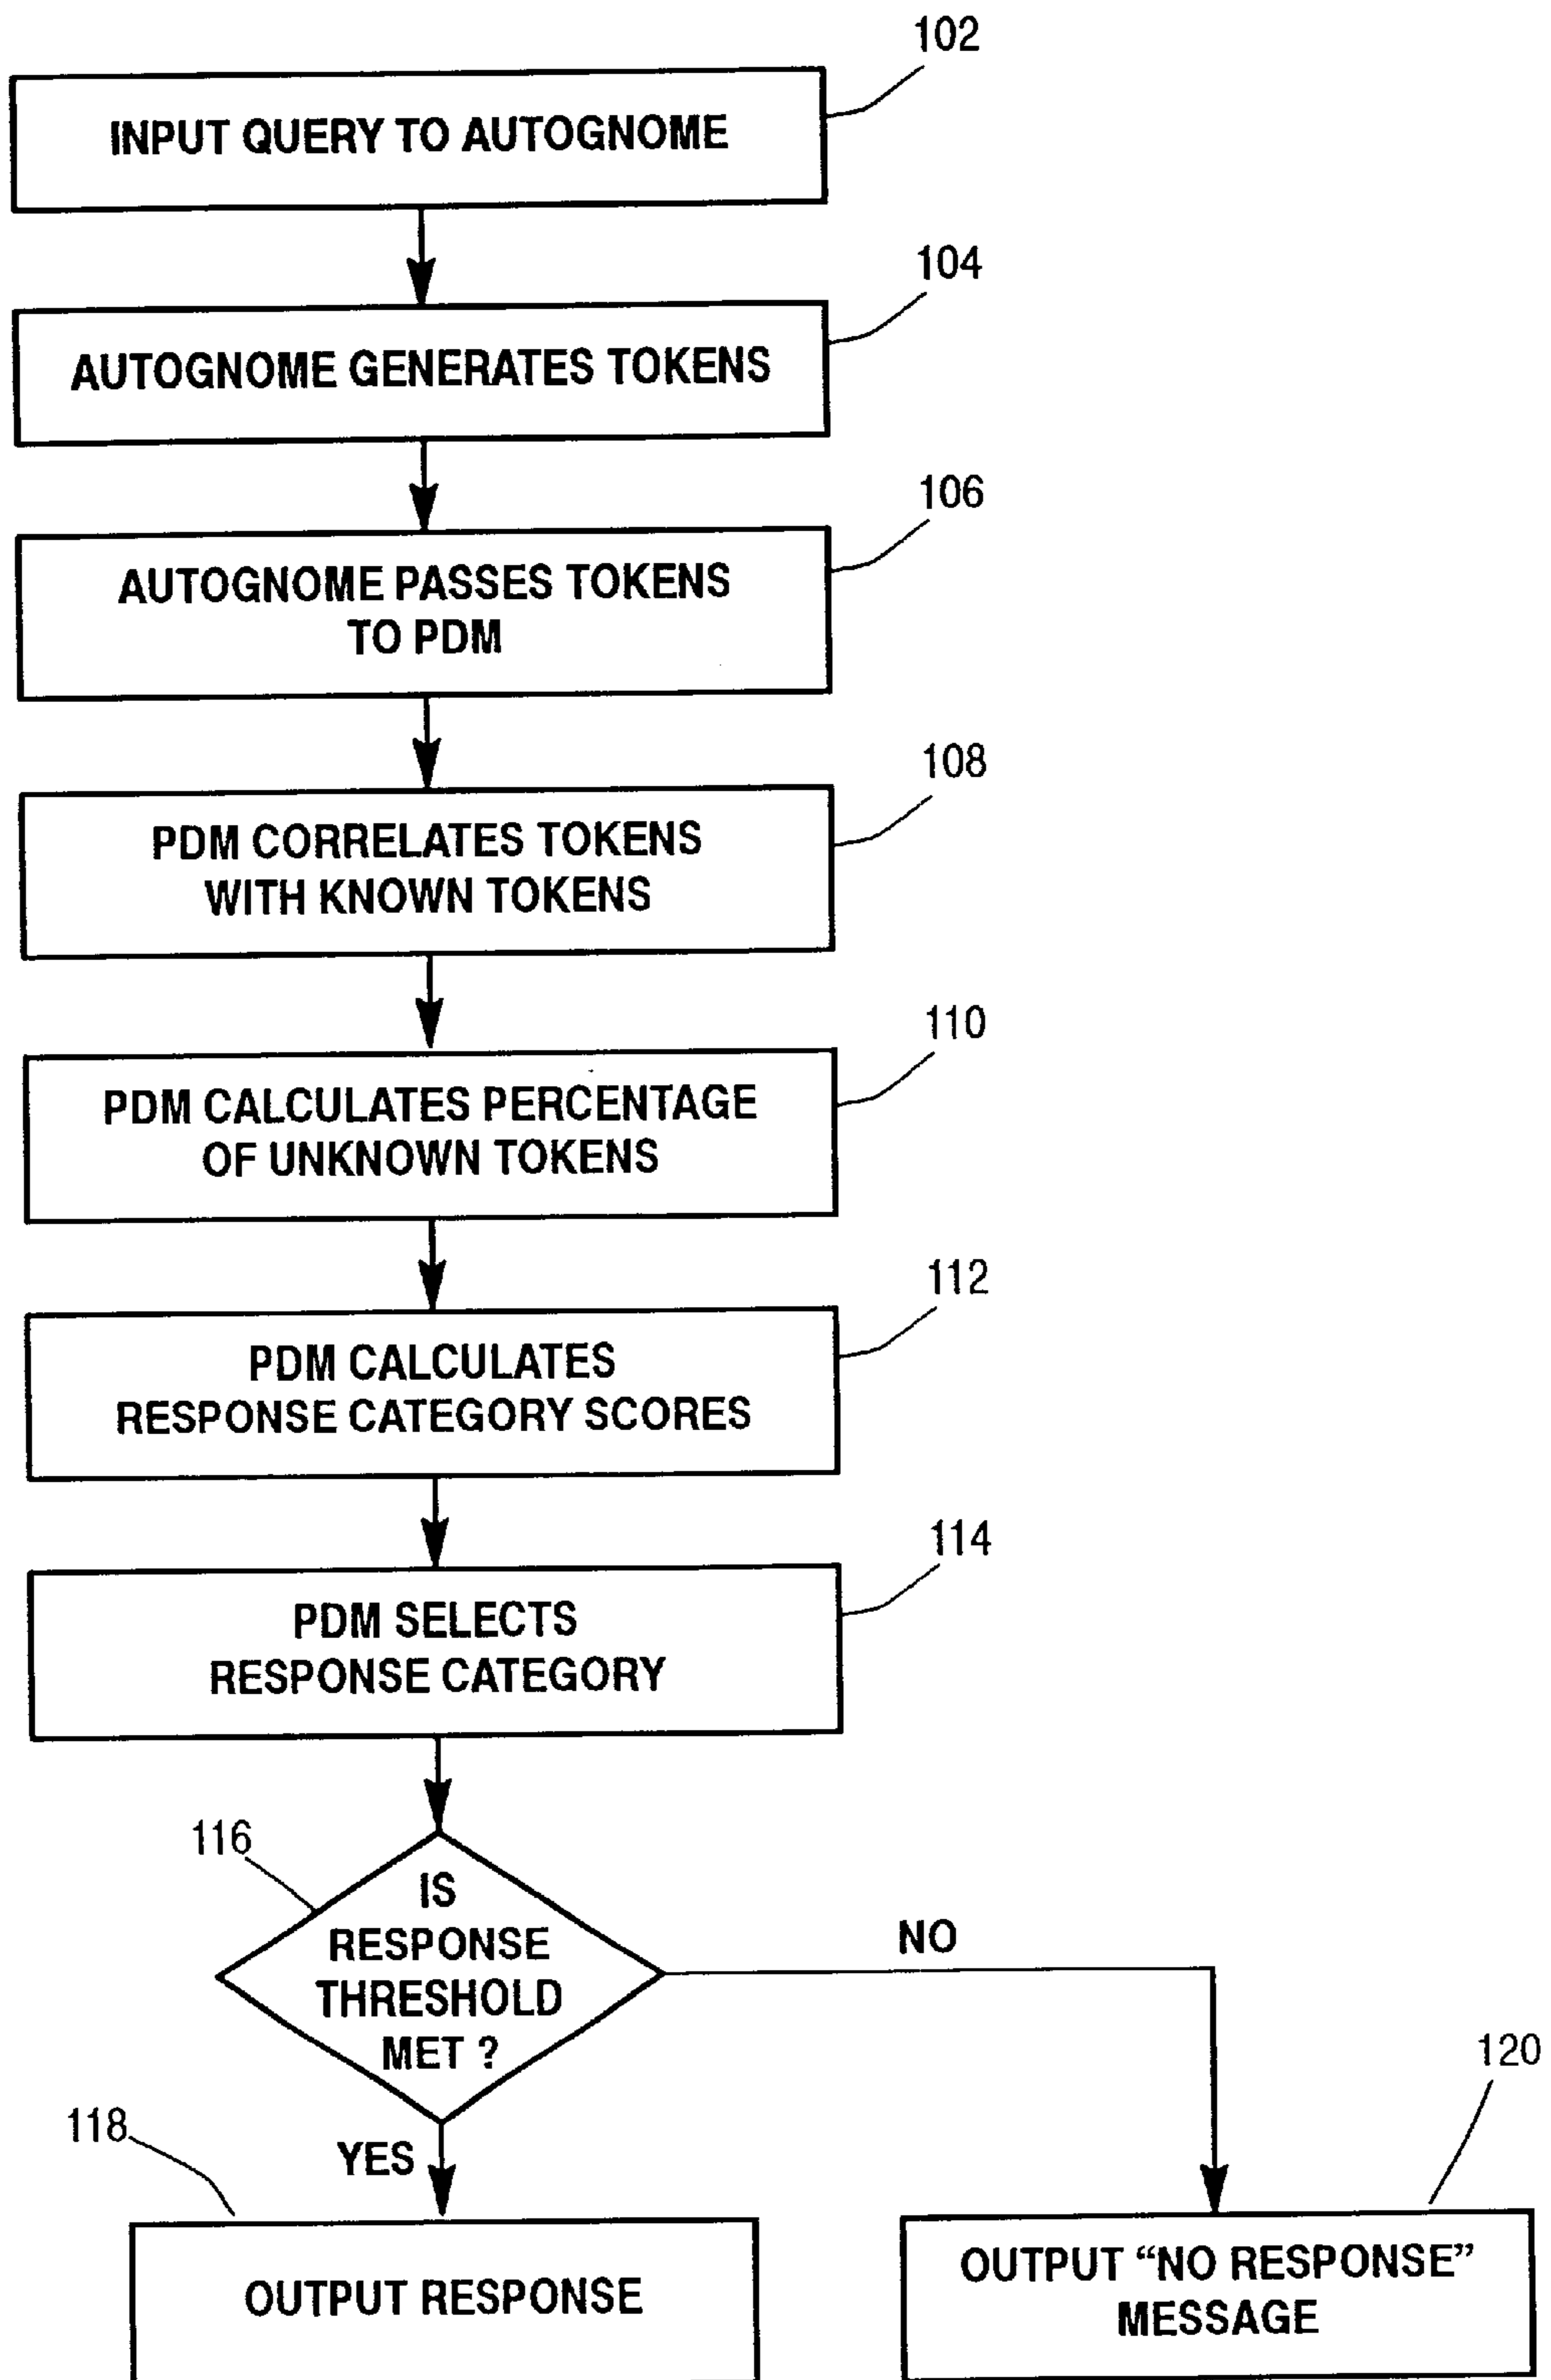 102
INPUT QUERY TO AUTOGNOME
104
AUTOGNOME GENERATES TOKENS
106
AUTOGNOME PASSES TOKENS
TO PDM
108
PDM CORRELATES TOKENS
WITH KNOWN TOKENS
110
PDM CALCULATES PERCENTAGE
OF UNKNOWN TOKENS
112
PDM CALCULATES
RESPONSE CATEGORY SCORES
114
PDM SELECTS
RESPONSE CATEGORY
116
IS
RESPONSE
THRESHOLD
MET ?
NO
120
118
YES
OUTPUT RESPONSE
OUTPUT “NO RESPONSE”
MESSAGE